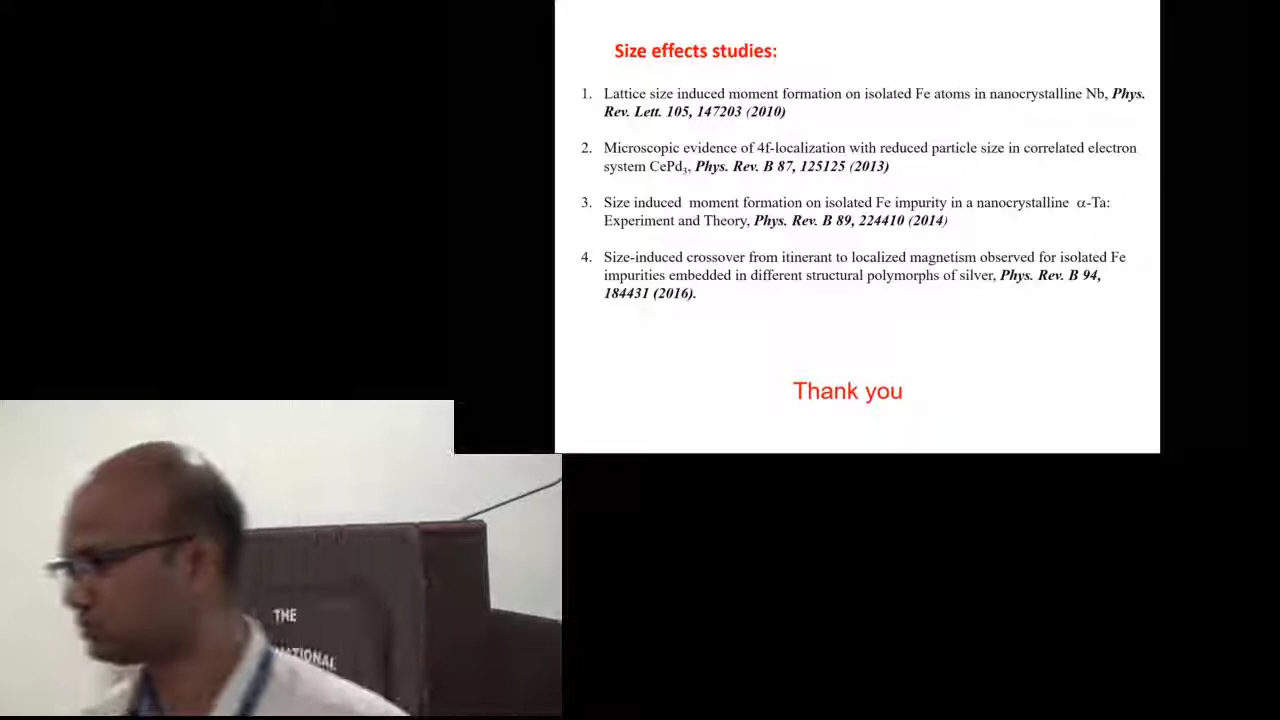 Size effects studies:
1. Lattice size induced moment formation on isolated Fe atoms in nanocrystalline Nb, Phys.
Rev. Lett. 105, 147203 (2010)
2. Microscopic evidence of 4f-localization with reduced particle size in correlated electron
system CePd₃, Phys. Rev. B 87, 125125 (2013)
3. Size induced moment formation on isolated Fe impurity in a nanocrystalline α-Ta:
Experiment and Theory, Phys. Rev. B 89, 224410 (2014)
4. Size-induced crossover from itinerant to localized magnetism observed for isolated Fe
impurities embedded in different structural polymorphs of silver, Phys. Rev. B 94,
184431 (2016).
Thank you
THE